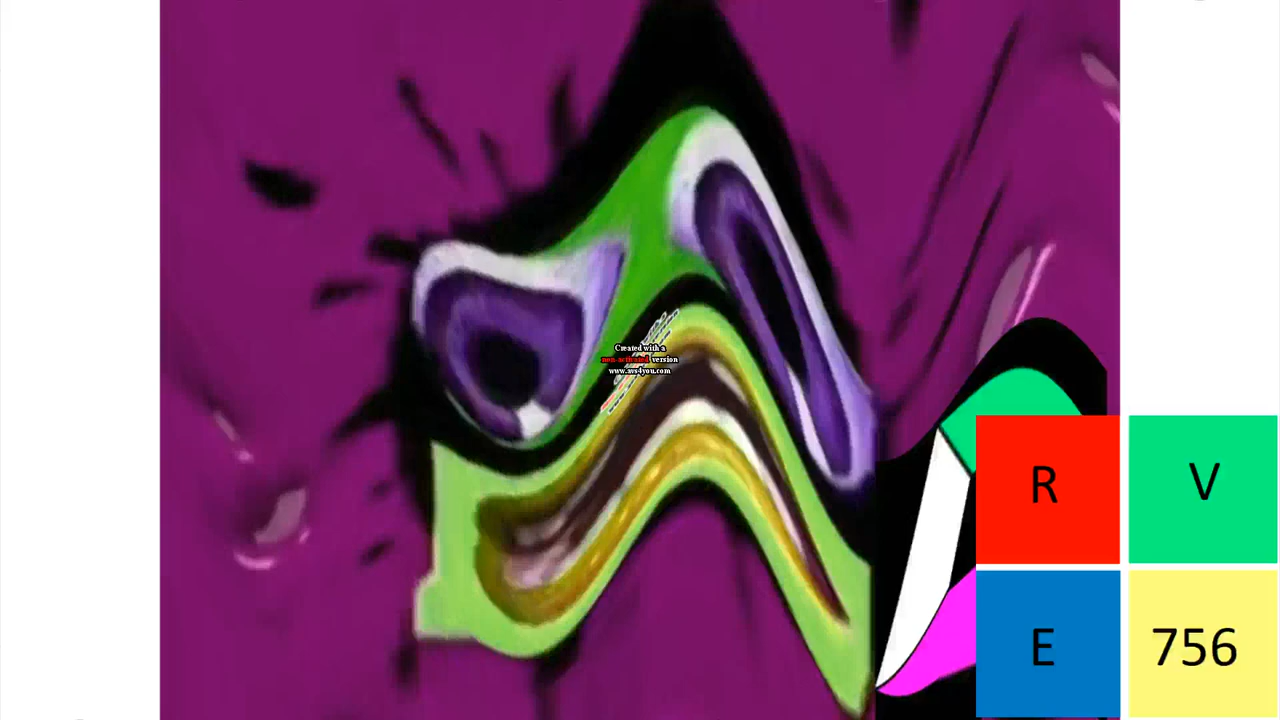 Created with a
non-activated version
www.avs4you.com
R V
E 756